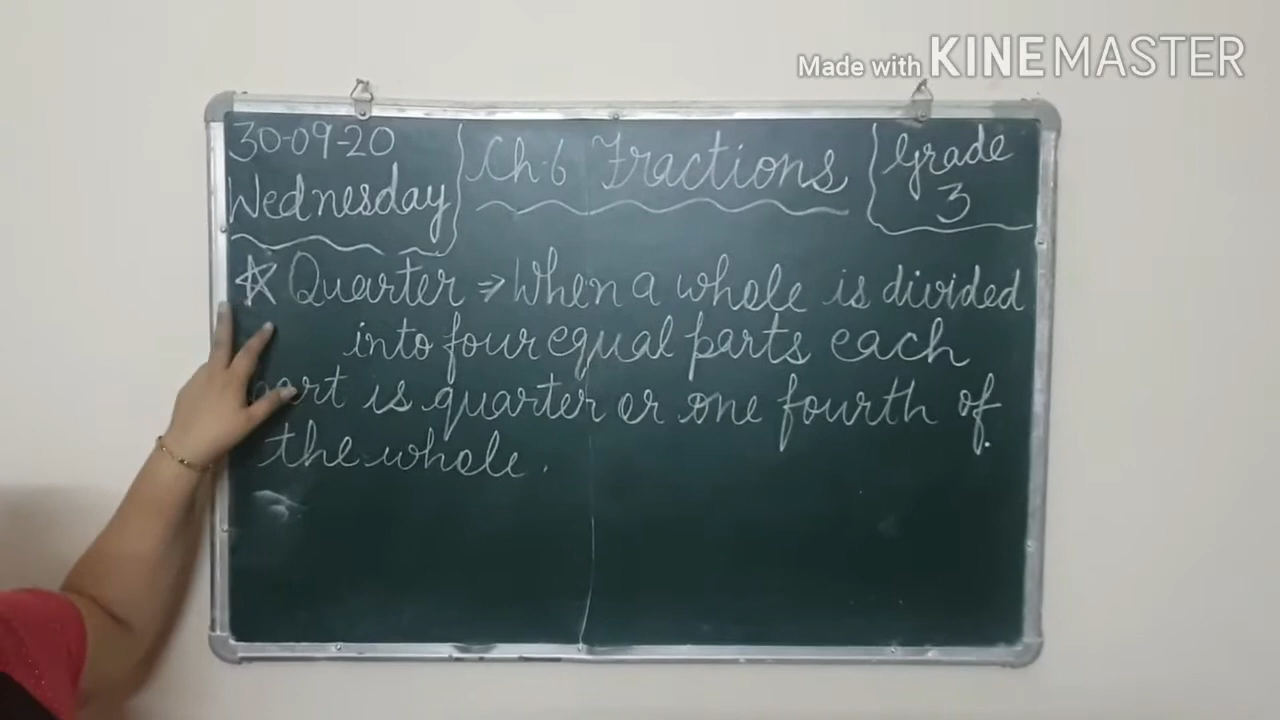 Made with KINEMASTER
30-09-20
Wednesday
Ch-6 Fractions
Grade
3
☆ Quarter ⇒ When a whole is divided
into four equal parts each
part is quarter or one fourth of
the whole.